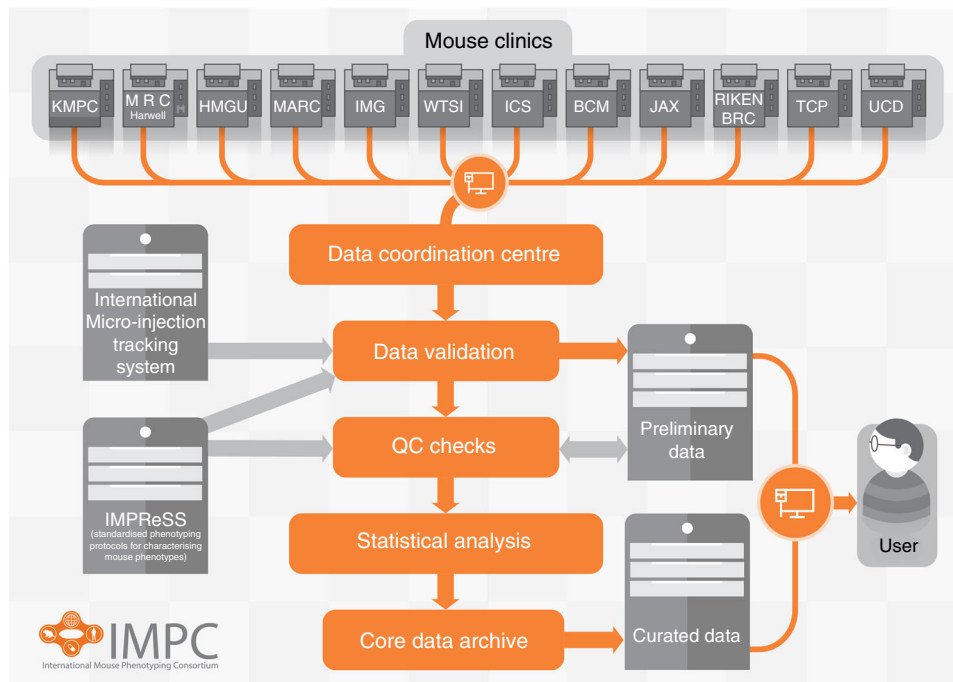 Mouse clinics
KMPC
M R C
Harwell
HMGU
MARC
IMG
WTSI
ICS
BCM
JAX
RIKEN
BRC
TCP
UCD
Data coordination centre
International
Micro-injection
tracking
system
Data validation
QC checks
Preliminary
data
IMPReSS
(standardised phenotyping
protocols for characterising
mouse phenotypes)
Statistical analysis
User
Core data archive
Curated data
IMPC
International Mouse Phenotyping Consortium